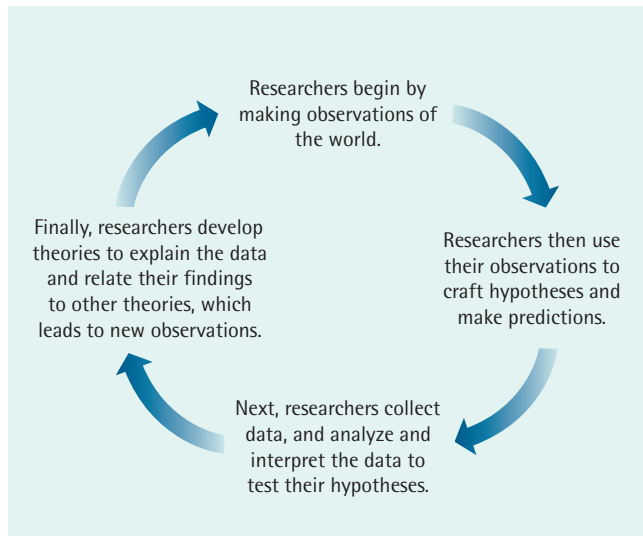 Researchers begin by
making observations of
the world.
Researchers then use
their observations to
craft hypotheses and
make predictions.
Next, researchers collect
data, and analyze and
interpret the data to
test their hypotheses.
Finally, researchers develop
theories to explain the data
and relate their findings
to other theories, which
leads to new observations.